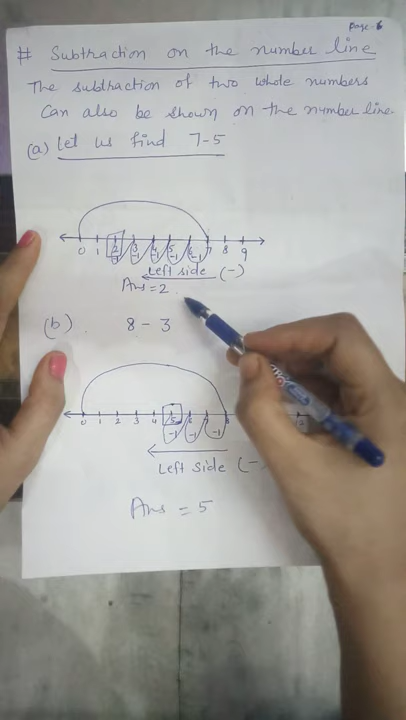 Page-6
# Subtraction on the number line
The subtraction of two whole numbers
Can also be shown on the number line.
(a) Let us find 7-5
0 1 2 3 4 5 6 7 8 9
-1 -1 -1 -1 -1
Left side (-)
Ans = 2.
(b). 8 - 3
0 1 2 3 4 5 6 7 8 12
-1 -1 -1
Left side (-
Ans = 5